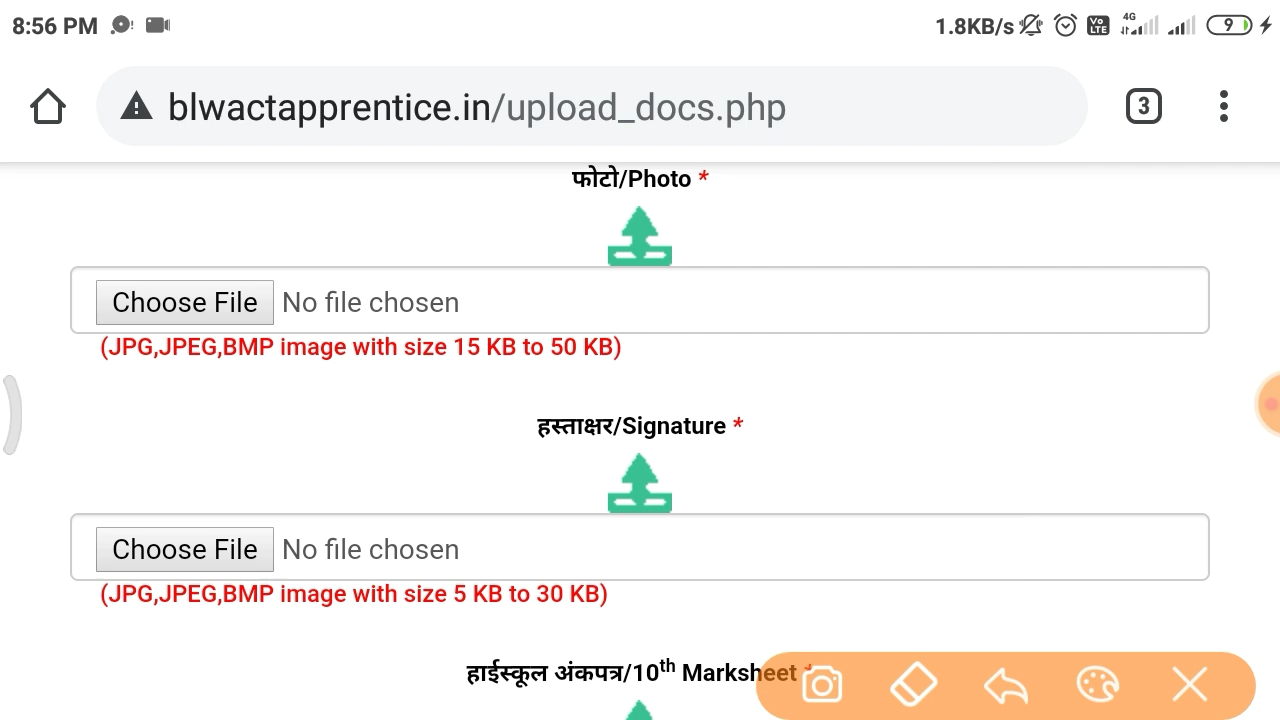 8:56 PM 1.8KB/s Vo LTE 4G 9
blwactapprentice.in/upload_docs.php 3
फोटो/Photo *
Choose File No file chosen
(JPG,JPEG,BMP image with size 15 KB to 50 KB)
हस्ताक्षर/Signature *
Choose File No file chosen
(JPG,JPEG,BMP image with size 5 KB to 30 KB)
हाईस्कूल अंकपत्र/10th Marksheet *